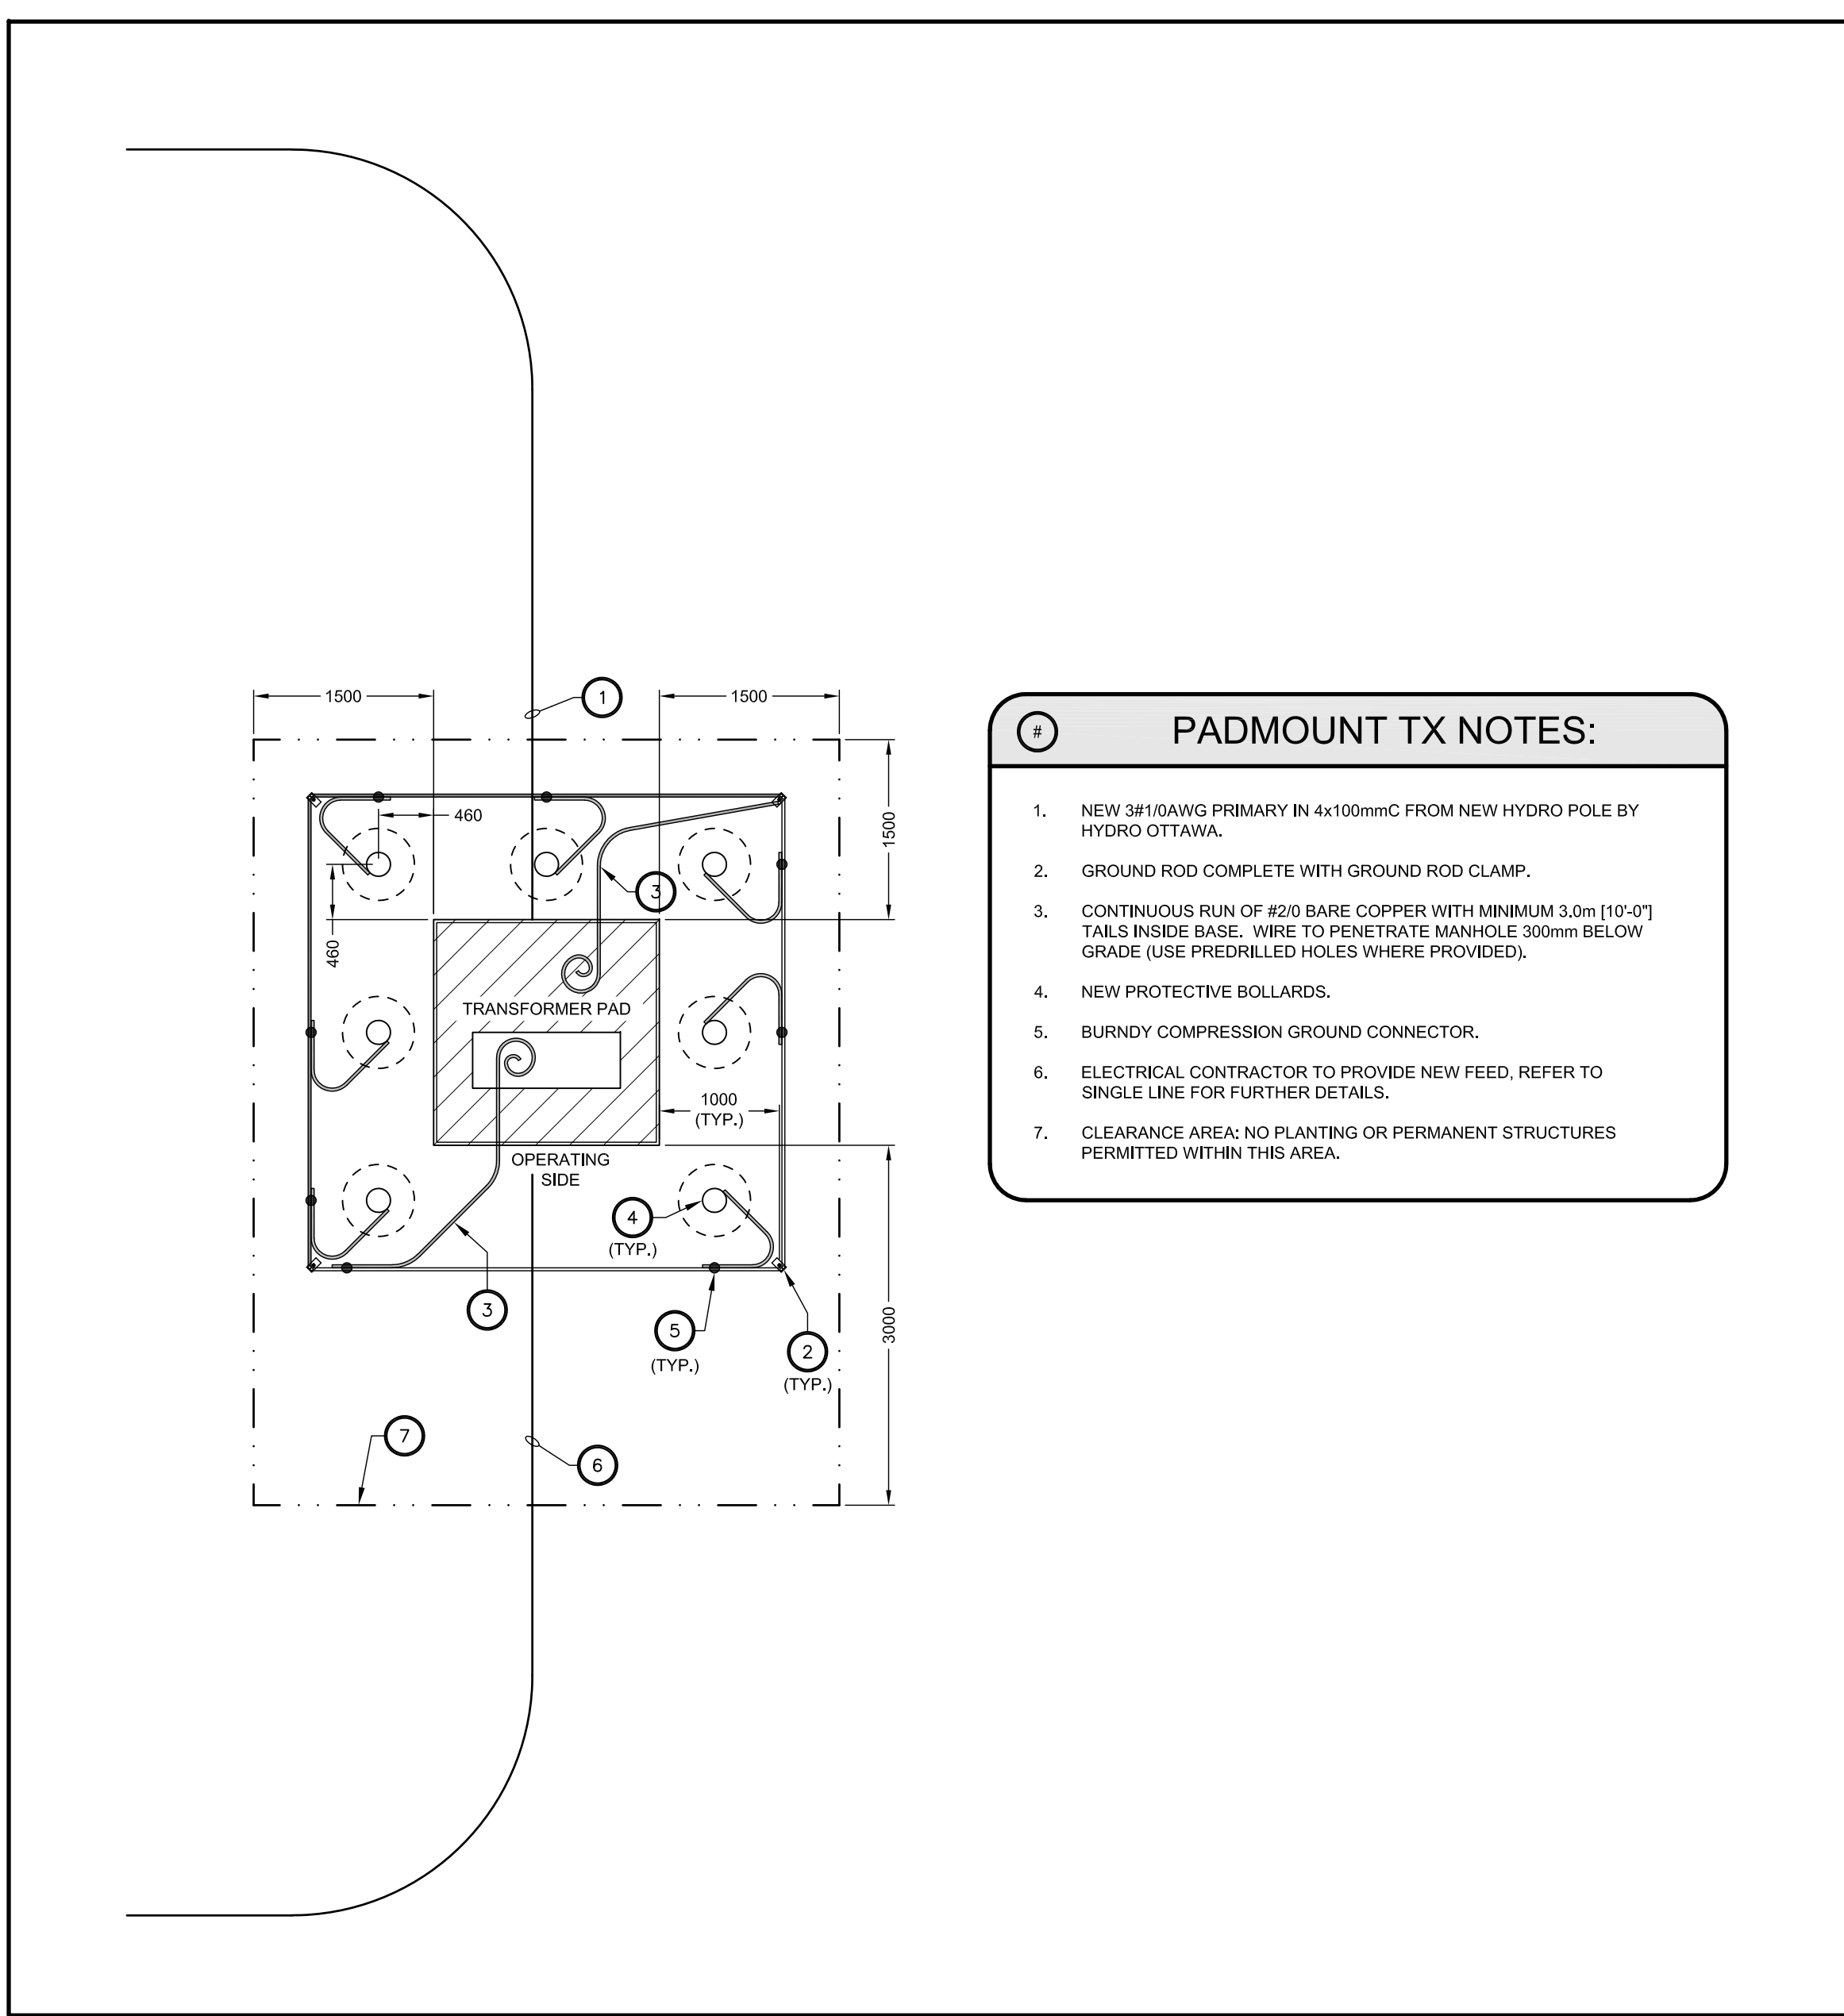 1500
1
1500
460
1500
3
460
TRANSFORMER PAD
1000
(TYP.)
OPERATING
SIDE
4
(TYP.)
3
5
(TYP.)
2
(TYP.)
3000
7
6
# PADMOUNT TX NOTES:
1. NEW 3#1/0AWG PRIMARY IN 4x100mmC FROM NEW HYDRO POLE BY
HYDRO OTTAWA.
2. GROUND ROD COMPLETE WITH GROUND ROD CLAMP.
3. CONTINUOUS RUN OF #2/0 BARE COPPER WITH MINIMUM 3.0m [10'-0"]
TAILS INSIDE BASE. WIRE TO PENETRATE MANHOLE 300mm BELOW
GRADE (USE PREDRILLED HOLES WHERE PROVIDED).
4. NEW PROTECTIVE BOLLARDS.
5. BURNDY COMPRESSION GROUND CONNECTOR.
6. ELECTRICAL CONTRACTOR TO PROVIDE NEW FEED, REFER TO
SINGLE LINE FOR FURTHER DETAILS.
7. CLEARANCE AREA: NO PLANTING OR PERMANENT STRUCTURES
PERMITTED WITHIN THIS AREA.